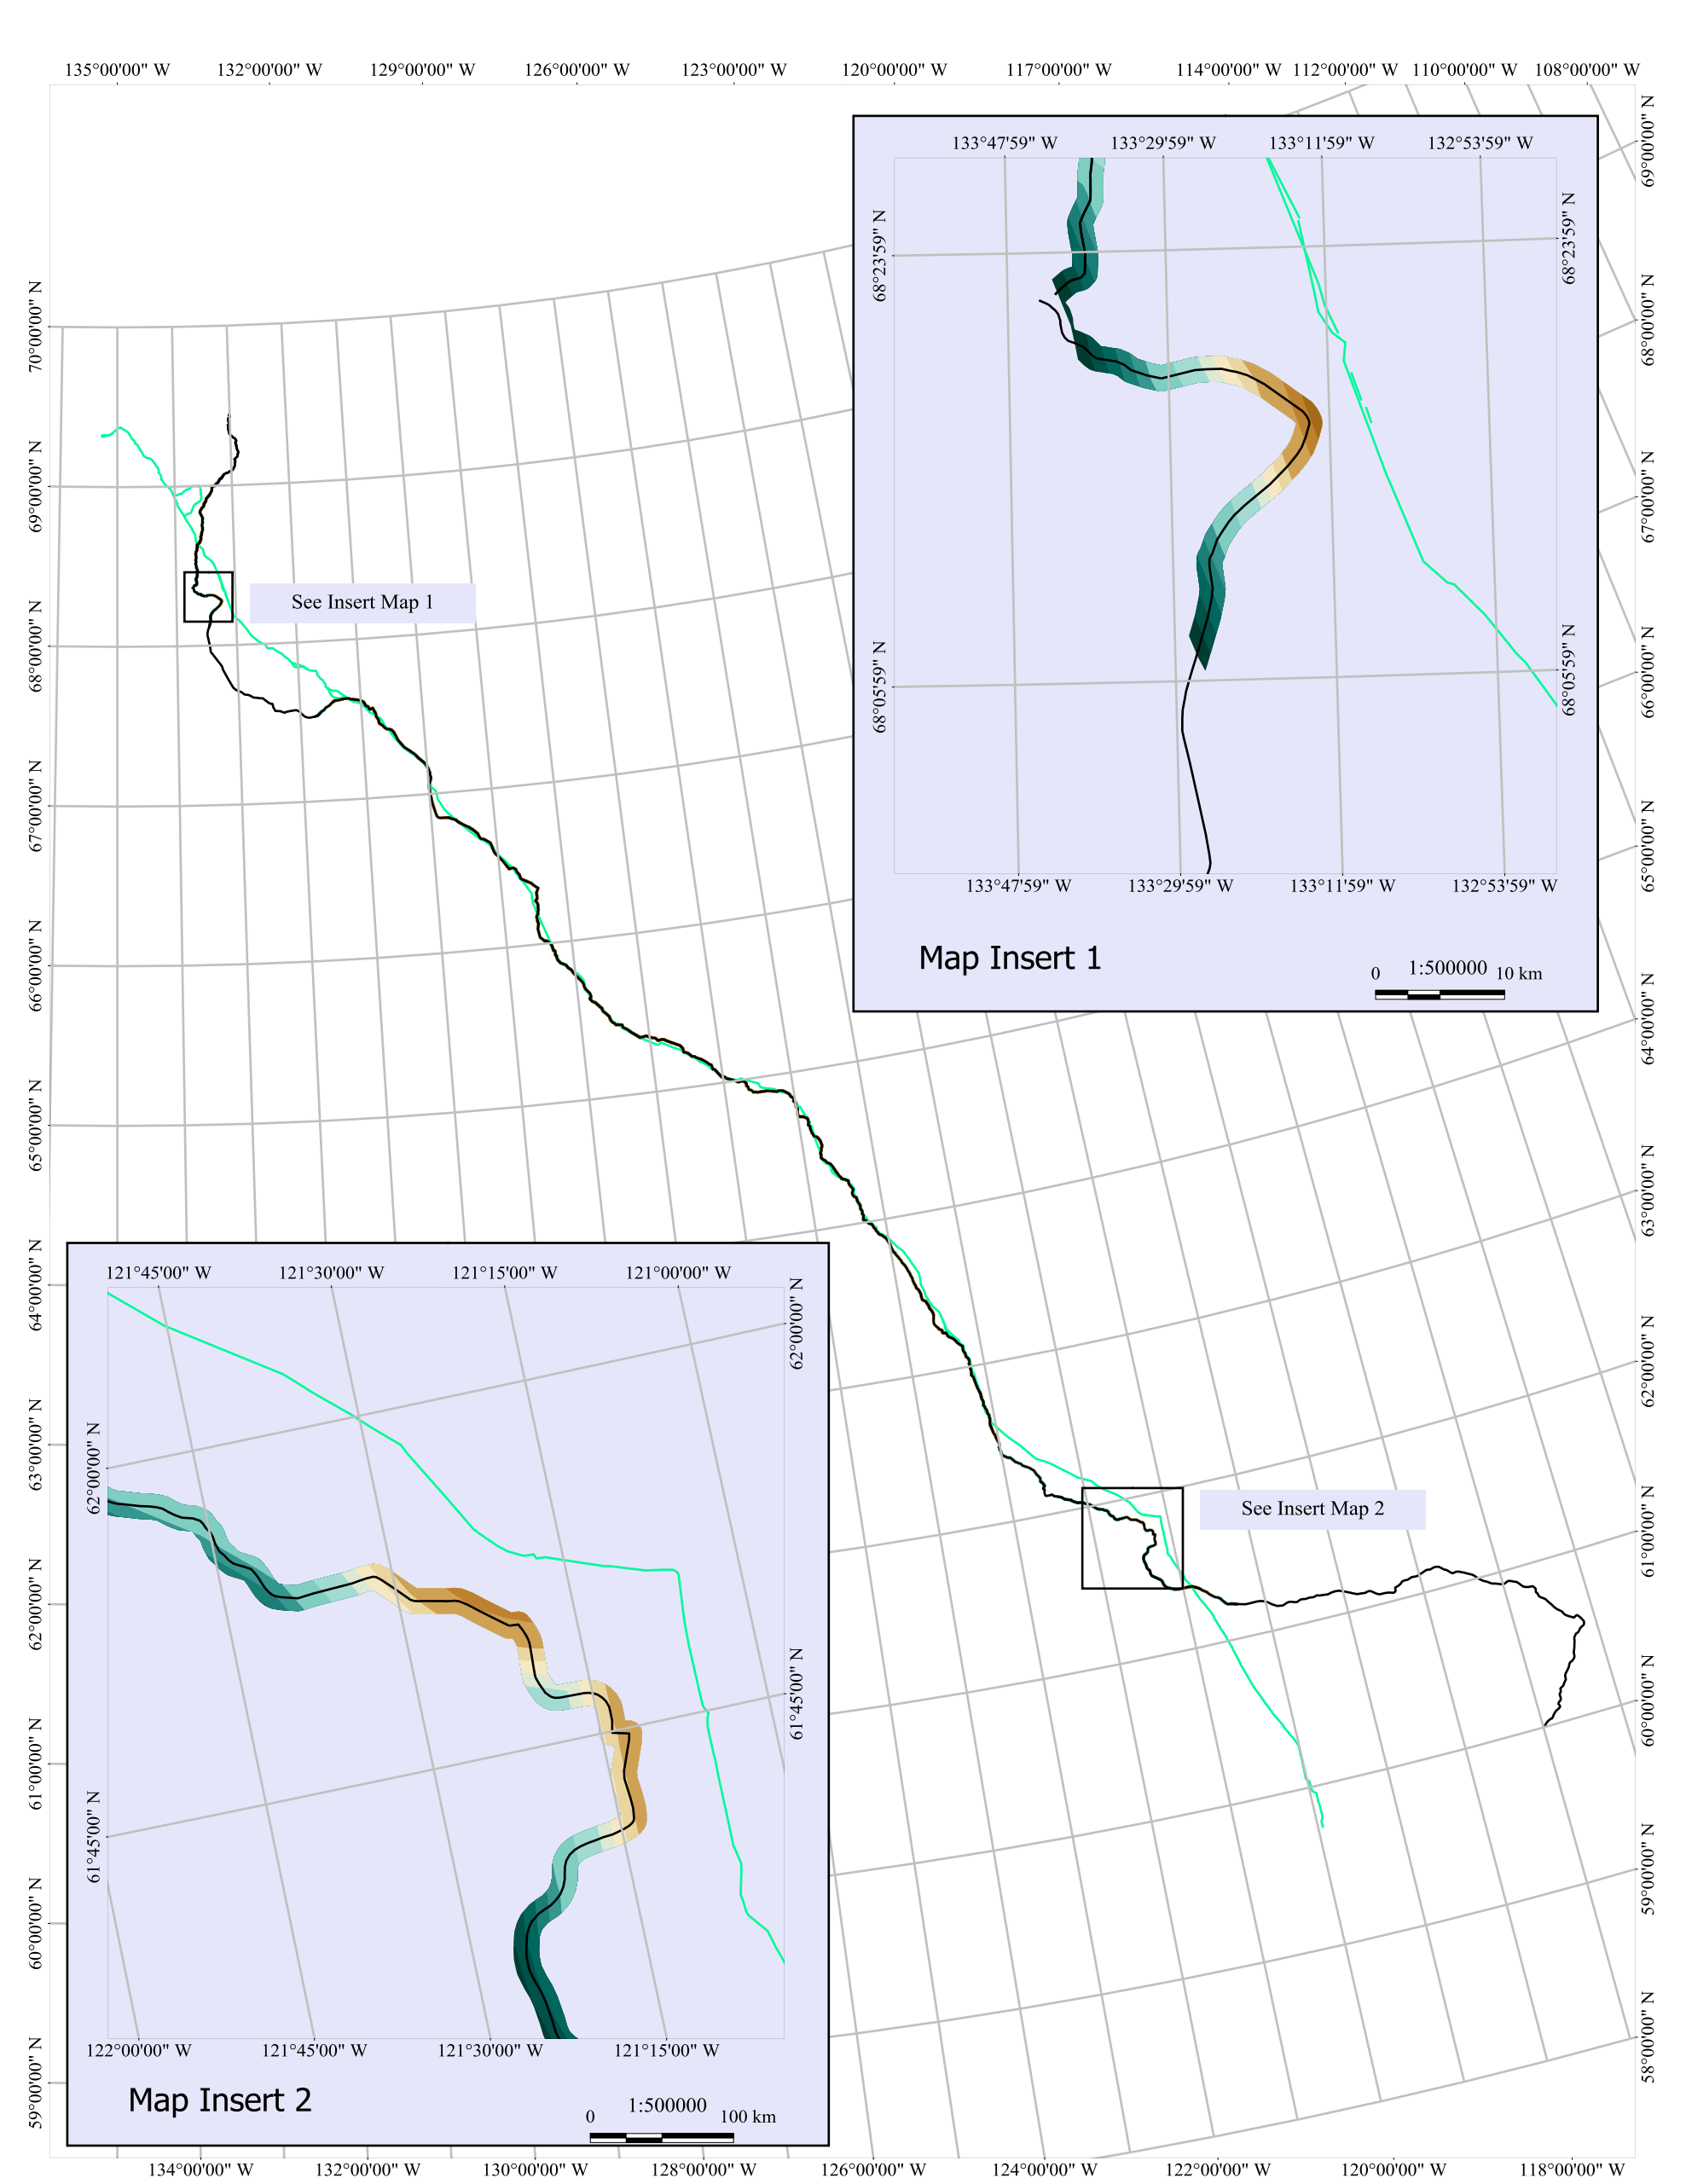 135°00'00" W 132°00'00" W 129°00'00" W 126°00'00" W 123°00'00" W 120°00'00" W 117°00'00" W 114°00'00" W 112°00'00" W 110°00'00" W 108°00'00" W
70°00'00" N
69°00'00" N
68°00'00" N
67°00'00" N
66°00'00" N
65°00'00" N
64°00'00" N
63°00'00" N
62°00'00" N
61°00'00" N
60°00'00" N
59°00'00" N
See Insert Map 1
133°47'59" W 133°29'59" W 133°11'59" W 132°53'59" W
68°23'59" N
68°05'59" N
68°23'59" N
68°05'59" N
133°47'59" W 133°29'59" W 133°11'59" W 132°53'59" W
Map Insert 1
0 1:500000 10 km
69°00'00" N
68°00'00" N
67°00'00" N
66°00'00" N
65°00'00" N
64°00'00" N
63°00'00" N
62°00'00" N
61°00'00" N
60°00'00" N
59°00'00" N
58°00'00" N
See Insert Map 2
121°45'00" W 121°30'00" W 121°15'00" W 121°00'00" W
62°00'00" N
61°45'00" N
62°00'00" N
61°45'00" N
122°00'00" W 121°45'00" W 121°30'00" W 121°15'00" W
Map Insert 2
0 1:500000 100 km
134°00'00" W 132°00'00" W 130°00'00" W 128°00'00" W 126°00'00" W 124°00'00" W 122°00'00" W 120°00'00" W 118°00'00" W